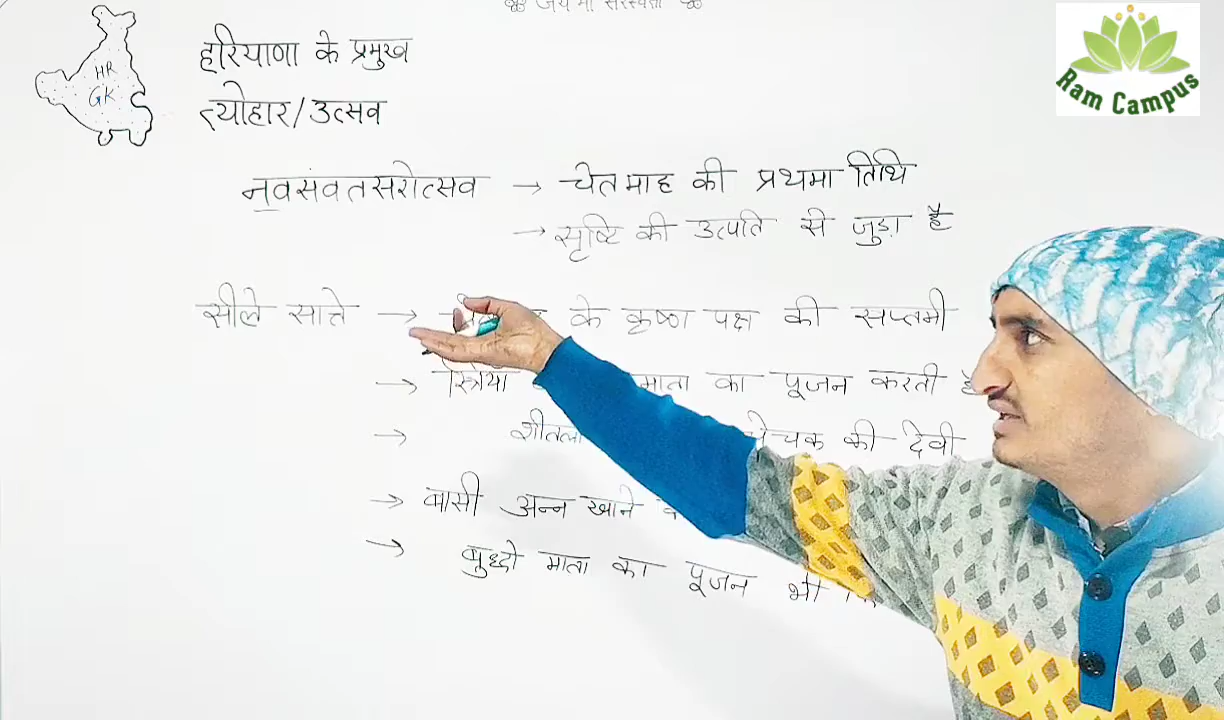 जय माँ सरस्वती
HR
GK
हरियाणा के प्रमुख
त्योहार/उत्सव
Ram Campus
नवसंवतसरोत्सव → चेतमाह की प्रथमा तिथि
→ सृष्टि की उत्पति से जुड़ा है
सीले सात्ते → के कृष्ण पक्ष की सप्तमी
→ स्त्रियां माता का पूजन करती है
→ शीतला चेचक की देवी
→ बासी अन्न खाने
→ बुध्दो माता का पूजन भी